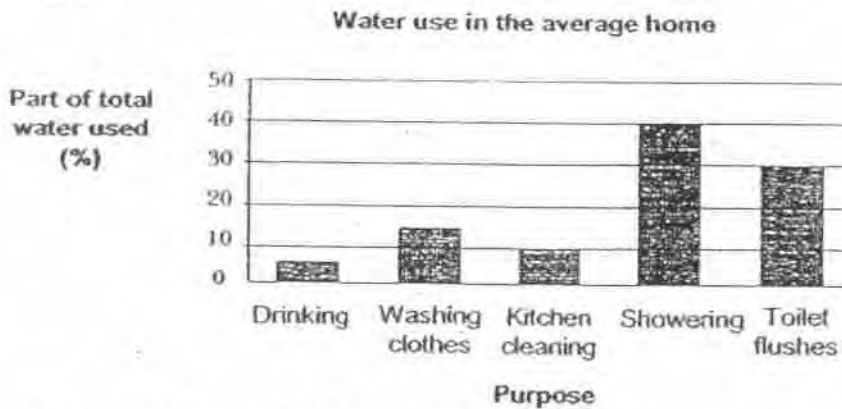 Water use in the average home
Part of total
water used
(%)
50
40
30
20
10
0
Drinking
Washing
clothes
Kitchen
cleaning
Showering
Toilet
flushes
Purpose